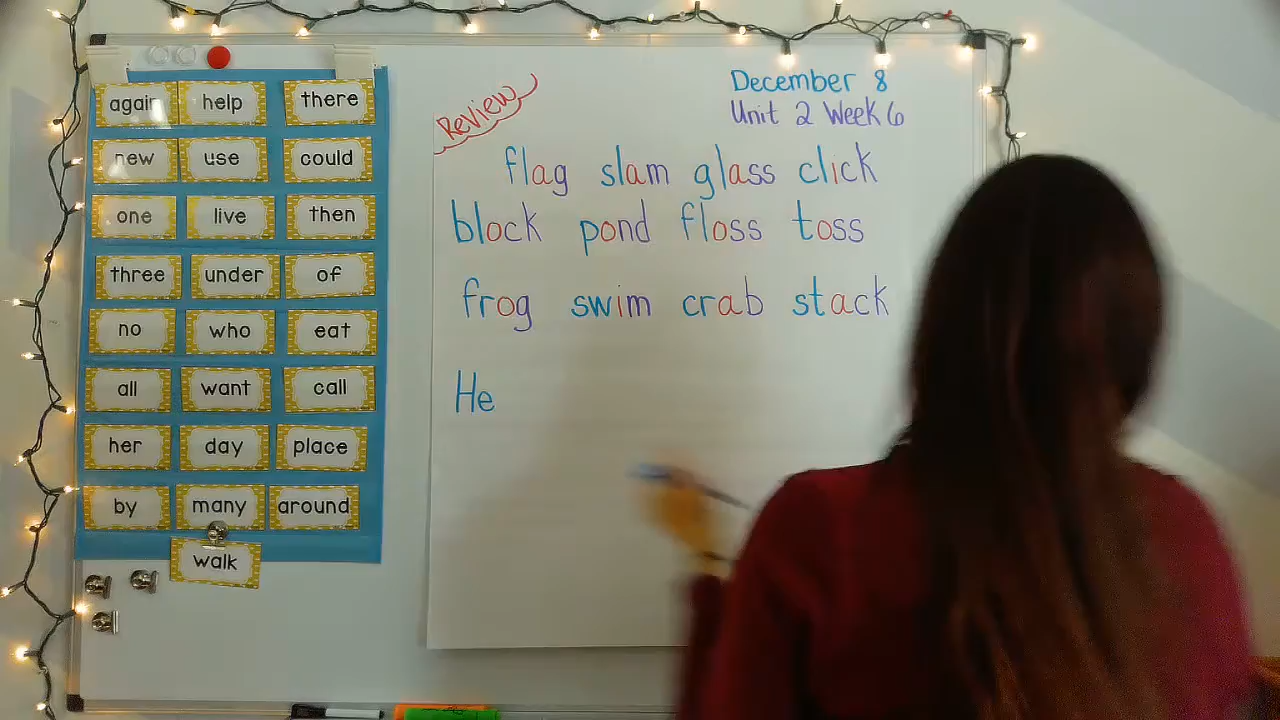 again help there
new use could
one live then
three under of
no who eat
all want call
her day place
by many around
walk
Review
December 8
Unit 2 Week 6
flag slam glass click
block pond floss toss
frog swim crab stack
He